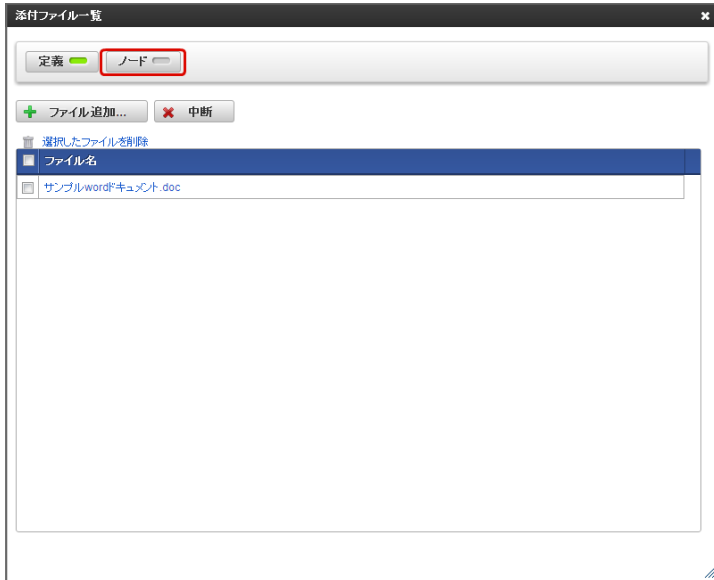 添付ファイル一覧
定義 ノード
ファイル追加... 中断
選択したファイルを削除
ファイル名
サンプルwordドキュメント.doc